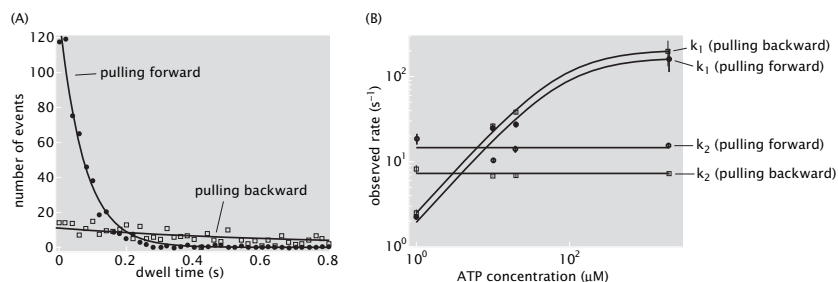 (A)
120
100
80
60
40
20
0
number of events
pulling forward
pulling backward
0
0.2
0.4
0.6
0.8
dwell time (s)
(B)
10²
10¹
10⁰
observed rate (s⁻¹)
k₁ (pulling backward)
k₁ (pulling forward)
k₂ (pulling forward)
k₂ (pulling backward)
10⁰
10²
ATP concentration (μM)